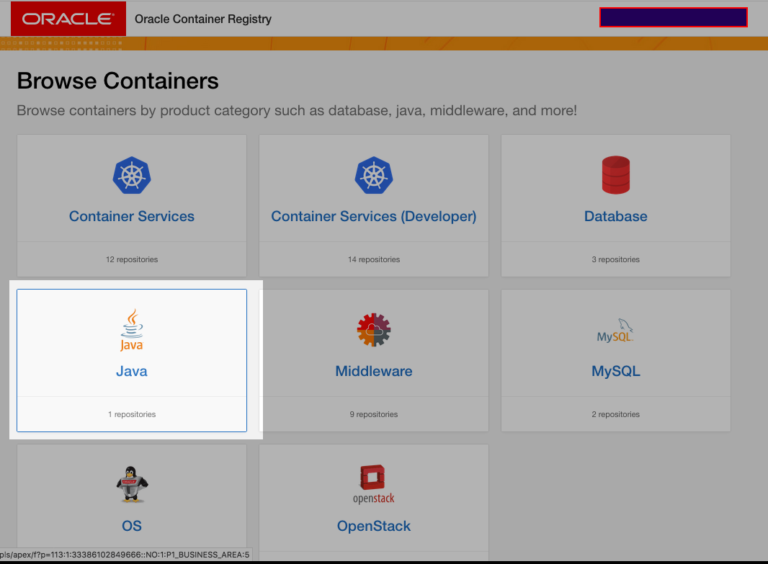 ORACLE Oracle Container Registry
Browse Containers
Browse containers by product category such as database, java, middleware, and more!
Container Services
12 repositories
Container Services (Developer)
14 repositories
Database
3 repositories
Java
Java
1 repositories
Middleware
9 repositories
MySQL
MySQL
2 repositories
OS
openstack
OpenStack
pls/apex/f?p=113:1:33386102849666::NO:1:P1_BUSINESS_AREA:5